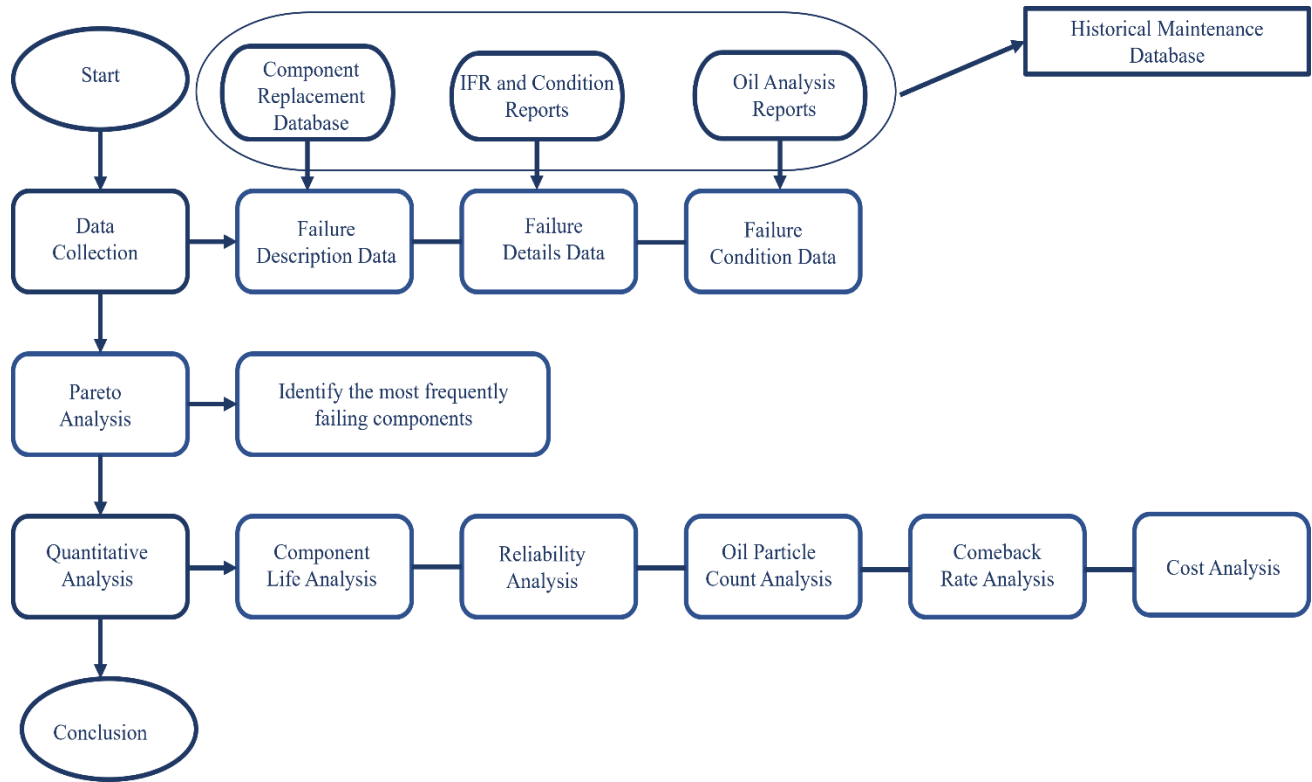 Start
Component
Replacement
Database
IFR and Condition
Reports
Oil Analysis
Reports
Historical Maintenance
Database
Data
Collection
Failure
Description Data
Failure
Details Data
Failure
Condition Data
Pareto
Analysis
Identify the most frequently
failing components
Quantitative
Analysis
Component
Life Analysis
Reliability
Analysis
Oil Particle
Count Analysis
Comeback
Rate Analysis
Cost Analysis
Conclusion